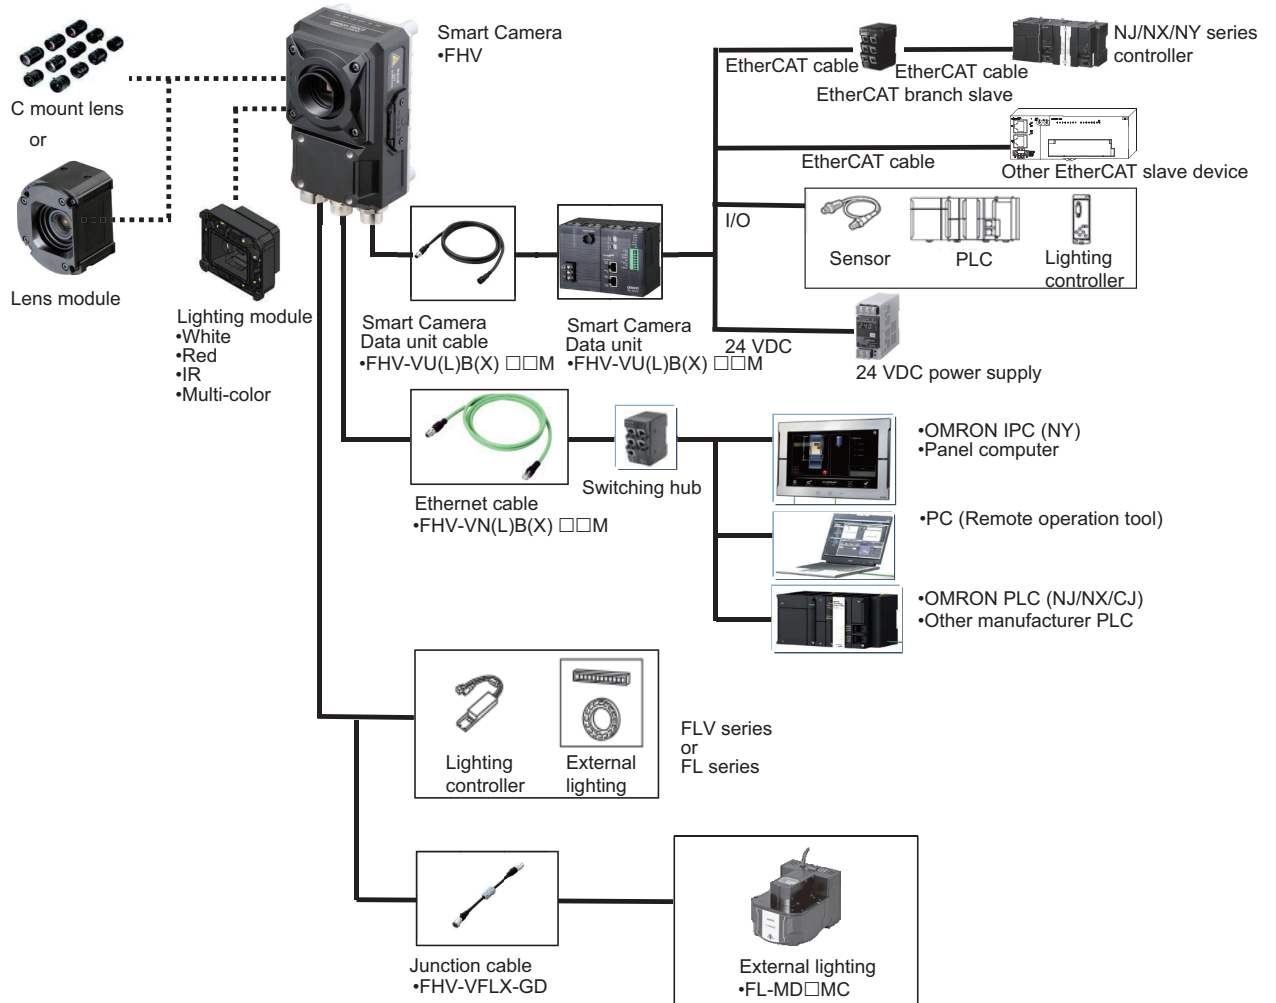 Smart Camera
•FHV
C mount lens
or
Lens module
Lighting module
•White
•Red
•IR
•Multi-color
EtherCAT cable
EtherCAT cable
EtherCAT branch slave
NJ/NX/NY series
controller
EtherCAT cable
Other EtherCAT slave device
I/O
Sensor
PLC
Lighting
controller
24 VDC
24 VDC power supply
Smart Camera
Data unit cable
•FHV-VU(L)B(X) □□M
Smart Camera
Data unit
•FHV-VU(L)B(X) □□M
Ethernet cable
•FHV-VN(L)B(X) □□M
Switching hub
•OMRON IPC (NY)
•Panel computer
•PC (Remote operation tool)
•OMRON PLC (NJ/NX/CJ)
•Other manufacturer PLC
Lighting
controller
External
lighting
FLV series
or
FL series
Junction cable
•FHV-VFLX-GD
External lighting
•FL-MD□MC